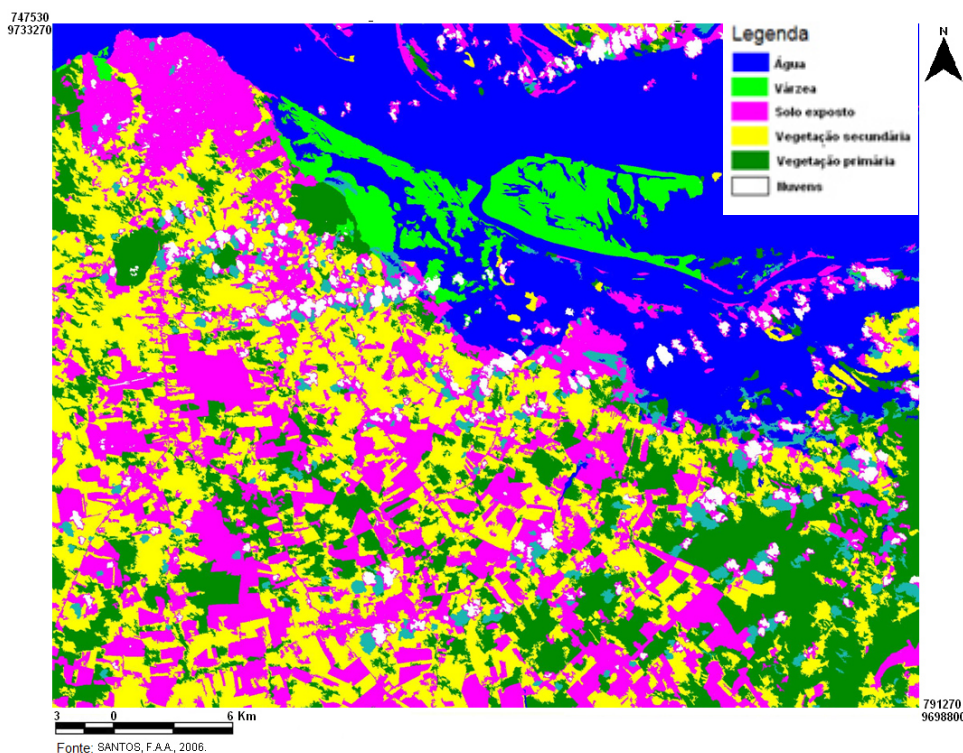 747530
9733270
Legenda
Água
Várzea
Solo exposto
Vegetação secundária
Vegetação primária
Nuvens
N
791270
9698800
3 0 6 Km
Fonte: SANTOS, F.A.A., 2006.